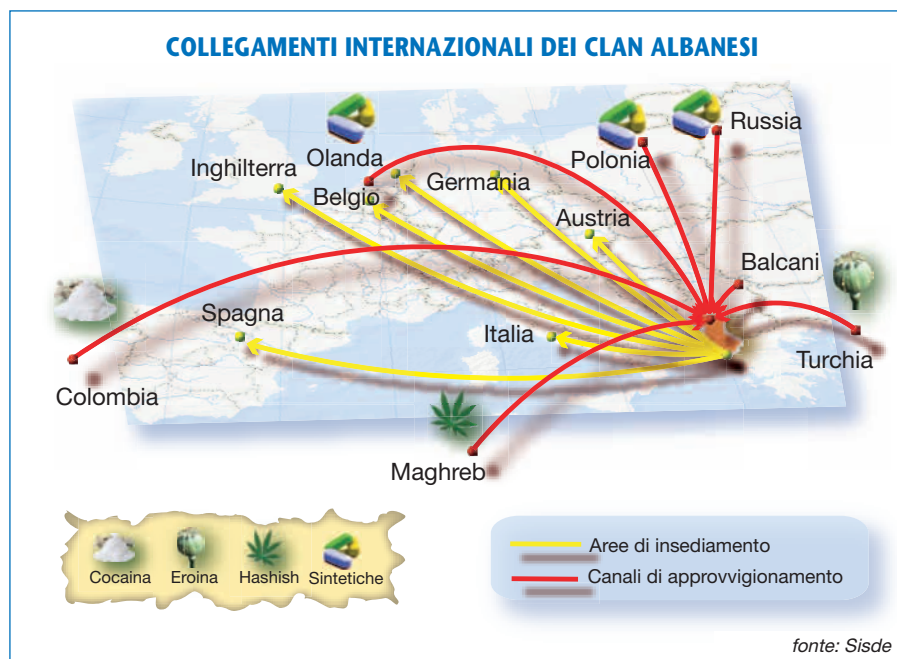 COLLEGAMENTI INTERNAZIONALI DEI CLAN ALBANESI
Russia
Olanda
Polonia
Inghilterra
Germania
Belgio
Austria
Balcani
Spagna
Italia
Turchia
Colombia
Maghreb
Aree di insediamento
Canali di approvvigionamento
Cocaina Eroina Hashish Sintetiche
fonte: Sisde